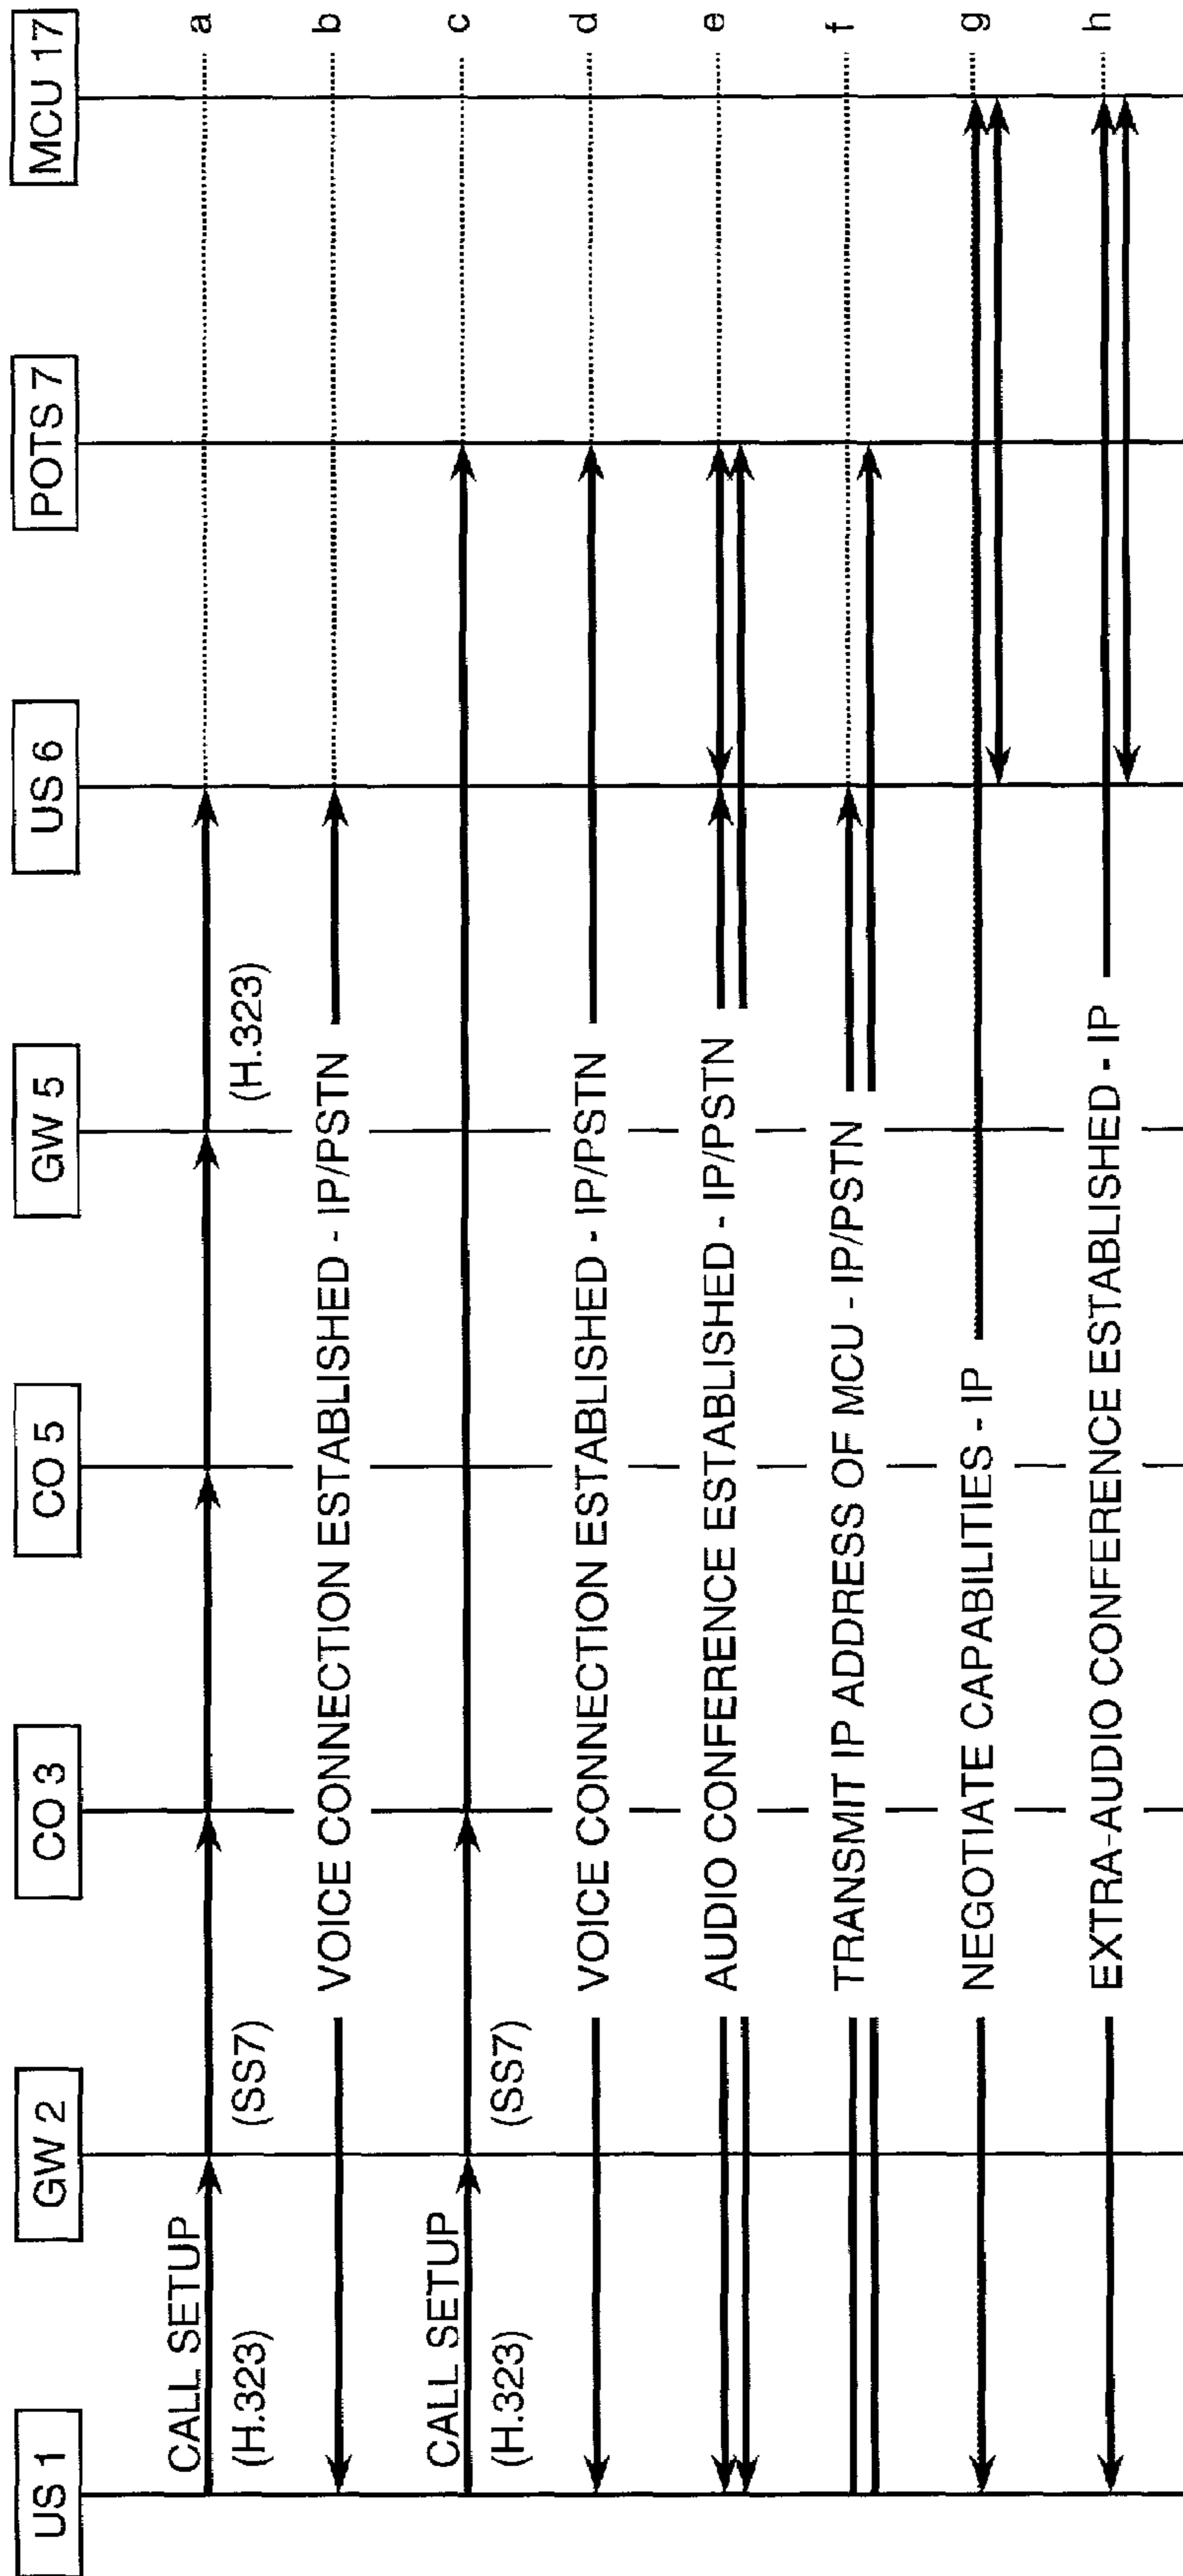 US 1
GW 2
CO 3
CO 5
GW 5
US 6
POTS 7
MCU 17
CALL SETUP
(H.323)
(SS7)
(H.323)
a
VOICE CONNECTION ESTABLISHED - IP/PSTN
b
CALL SETUP
(H.323)
(SS7)
c
VOICE CONNECTION ESTABLISHED - IP/PSTN
d
AUDIO CONFERENCE ESTABLISHED - IP/PSTN
e
TRANSMIT IP ADDRESS OF MCU - IP/PSTN
f
NEGOTIATE CAPABILITIES - IP
g
EXTRA-AUDIO CONFERENCE ESTABLISHED - IP
h